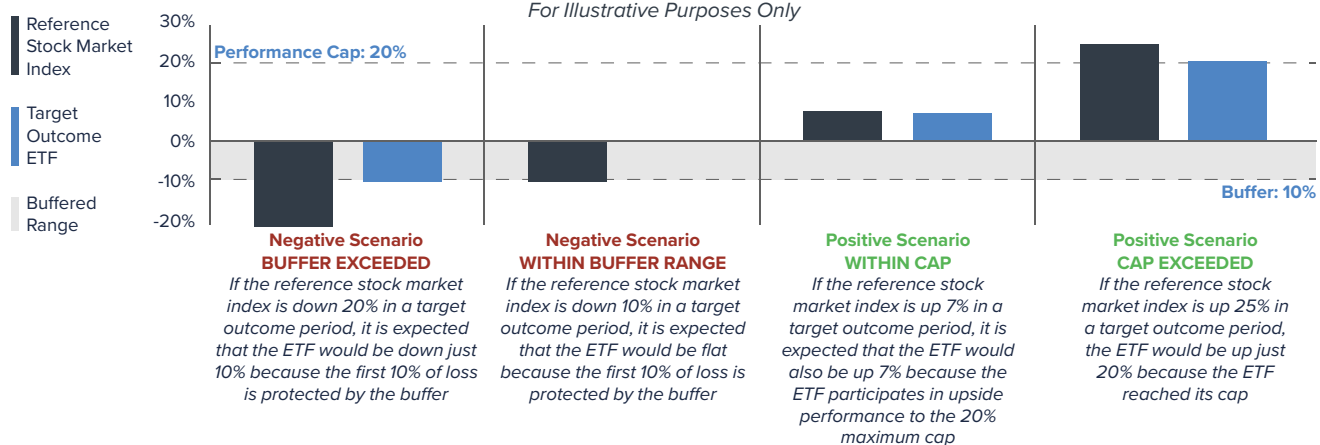 For Illustrative Purposes Only
Reference
Stock Market
Index
Target
Outcome
ETF
Buffered
Range
30%
20%
10%
0%
-10%
-20%
Performance Cap: 20%
Buffer: 10%
Negative Scenario
BUFFER EXCEEDED
If the reference stock market
index is down 20% in a target
outcome period, it is expected
that the ETF would be down just
10% because the first 10% of loss
is protected by the buffer
Negative Scenario
WITHIN BUFFER RANGE
If the reference stock market
index is down 10% in a target
outcome period, it is expected
that the ETF would be flat
because the first 10% of loss is
protected by the buffer
Positive Scenario
WITHIN CAP
If the reference stock
market index is up 7% in a
target outcome period, it is
expected that the ETF would
also be up 7% because the
ETF participates in upside
performance to the 20%
maximum cap
Positive Scenario
CAP EXCEEDED
If the reference stock
market index is up 25% in
a target outcome period,
the ETF would be up just
20% because the ETF
reached its cap